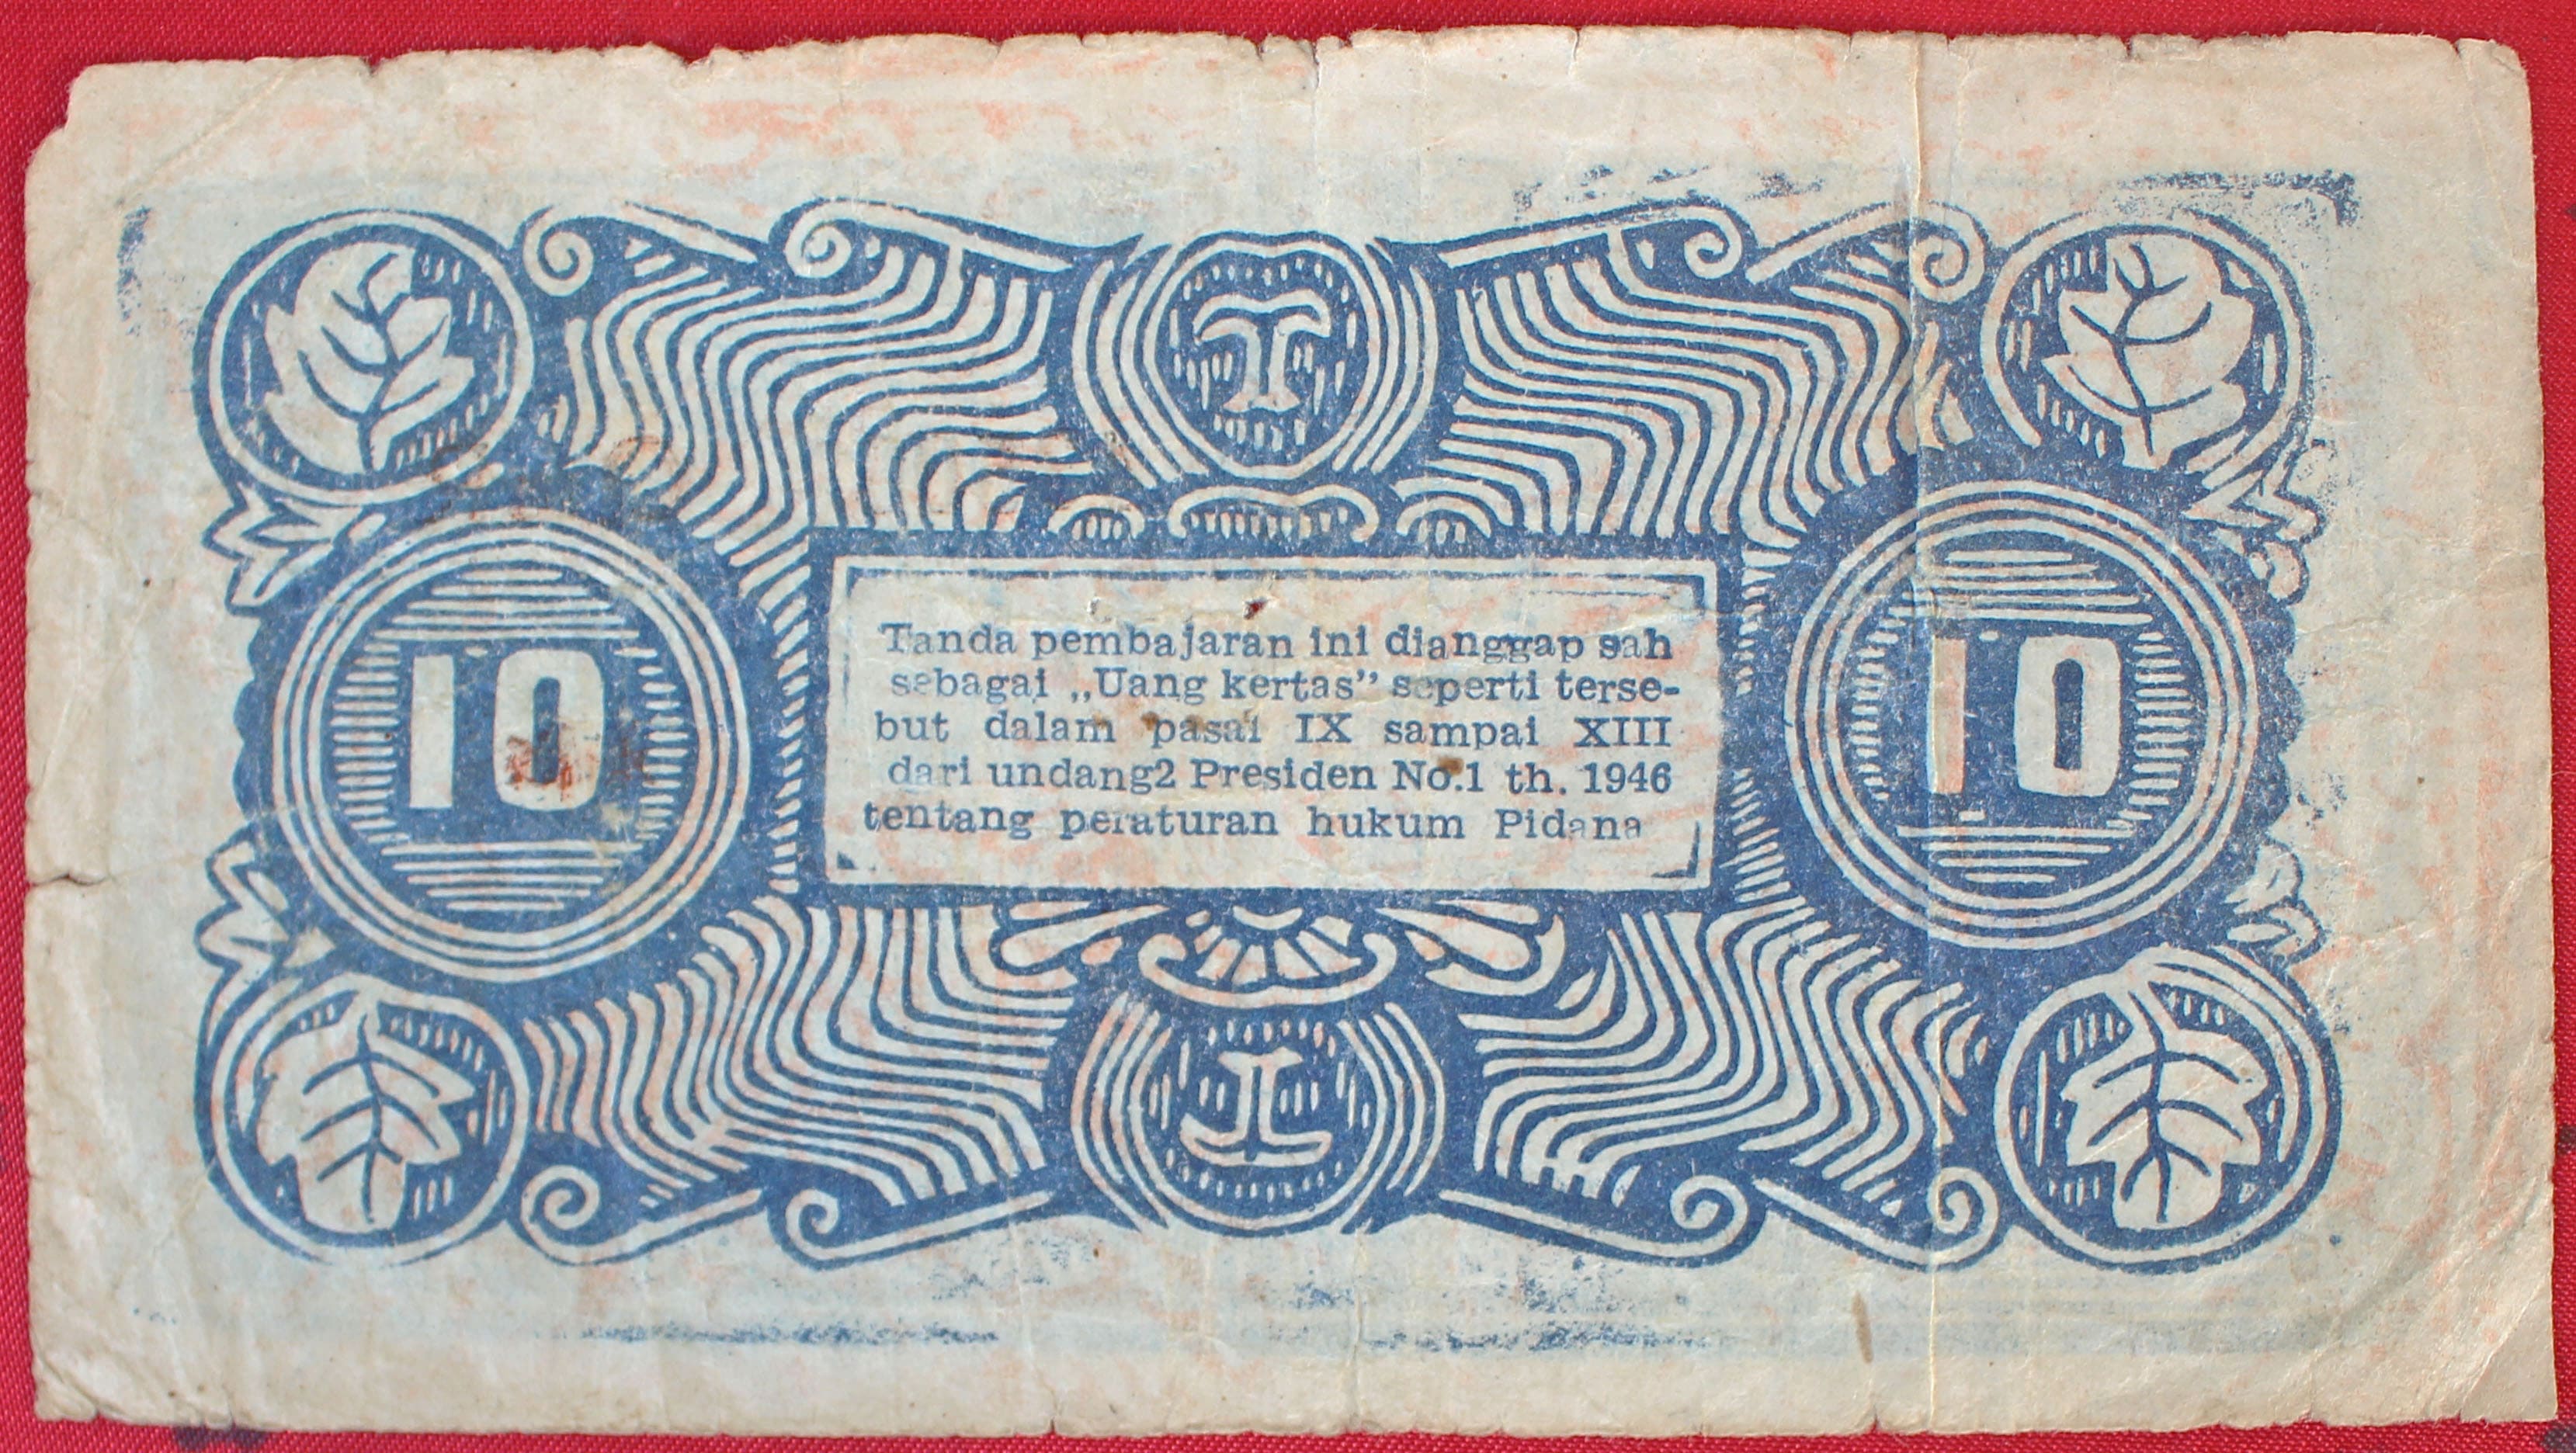 T
10
Tanda pembajaran ini dianggap sah
sebagai „Uang kertas” seperti terse-
but dalam pasal IX sampai XIII
dari undang2 Presiden No.1 th. 1946
tentang peraturan hukum Pidana
10
T